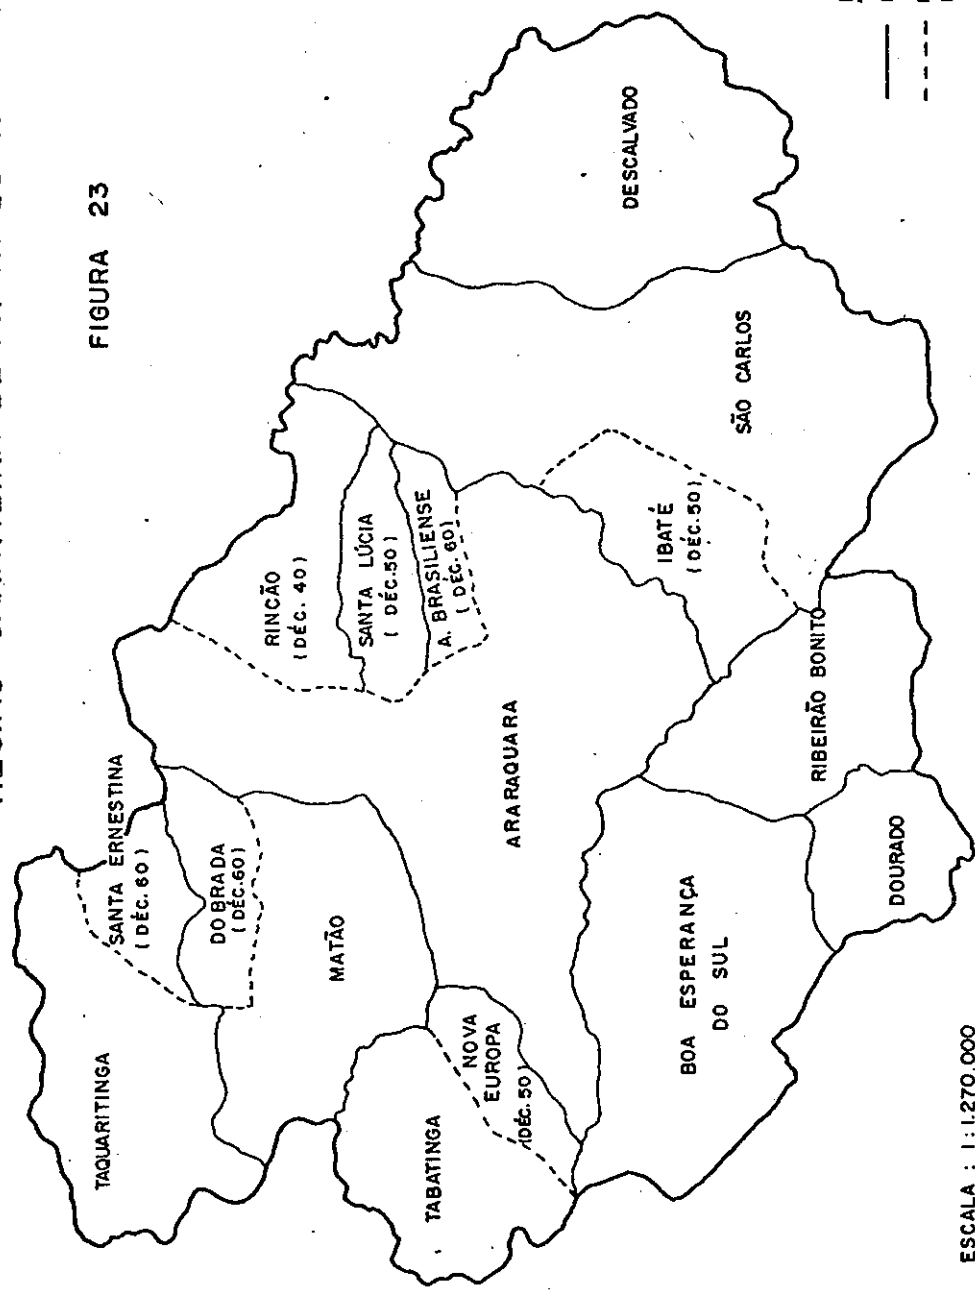 FIGURA 23
TAQUARITINGA
SANTA ERNESTINA
( DÉC. 60 )
DOBRADA
( DÉC. 60 )
MATÃO
TABATINGA
NOVA
EUROPA
(DÉC. 50 )
RINCÃO
( DÉC. 40 )
SANTA LÚCIA
( DÉC. 50 )
A. BRASILIENSE
( DÉC. 60 )
ARARAQUARA
IBATÉ
( DÉC. 50 )
SÃO CARLOS
DESCALVADO
BOA ESPERANÇA
DO SUL
RIBEIRÃO BONITO
DOURADO
ESCALA : 1:1.270.000